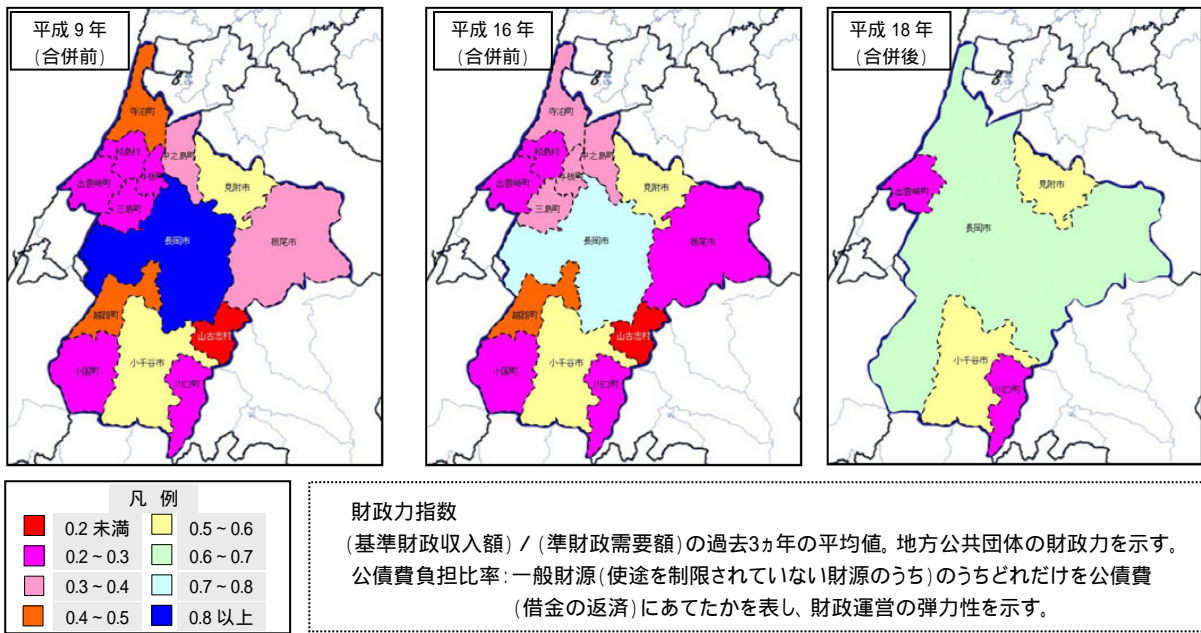 平成 9 年
(合併前)
寺泊町
和島村
中之島町
与板町
見附市
出雲崎町
三島町
長岡市
栃尾市
越路町
山古志村
小国町
小千谷市
川口町
平成 16 年
(合併前)
寺泊町
和島村
中之島町
与板町
見附市
出雲崎町
三島町
長岡市
栃尾市
越路町
山古志村
小国町
小千谷市
川口町
平成 18 年
(合併後)
見附市
出雲崎町
長岡市
小千谷市
川口町
凡 例
0.2 未満
0.5～0.6
0.2～0.3
0.6～0.7
0.3～0.4
0.7～0.8
0.4～0.5
0.8 以上
財政力指数
(基準財政収入額) / (準財政需要額)の過去3ヵ年の平均値。地方公共団体の財政力を示す。
公債費負担比率:一般財源(使途を制限されていない財源のうち)のうちどれだけを公債費
(借金の返済)にあてたかを表し、財政運営の弾力性を示す。